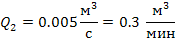 Q₂ = 0.005 м³/с = 0.3 м³/мин